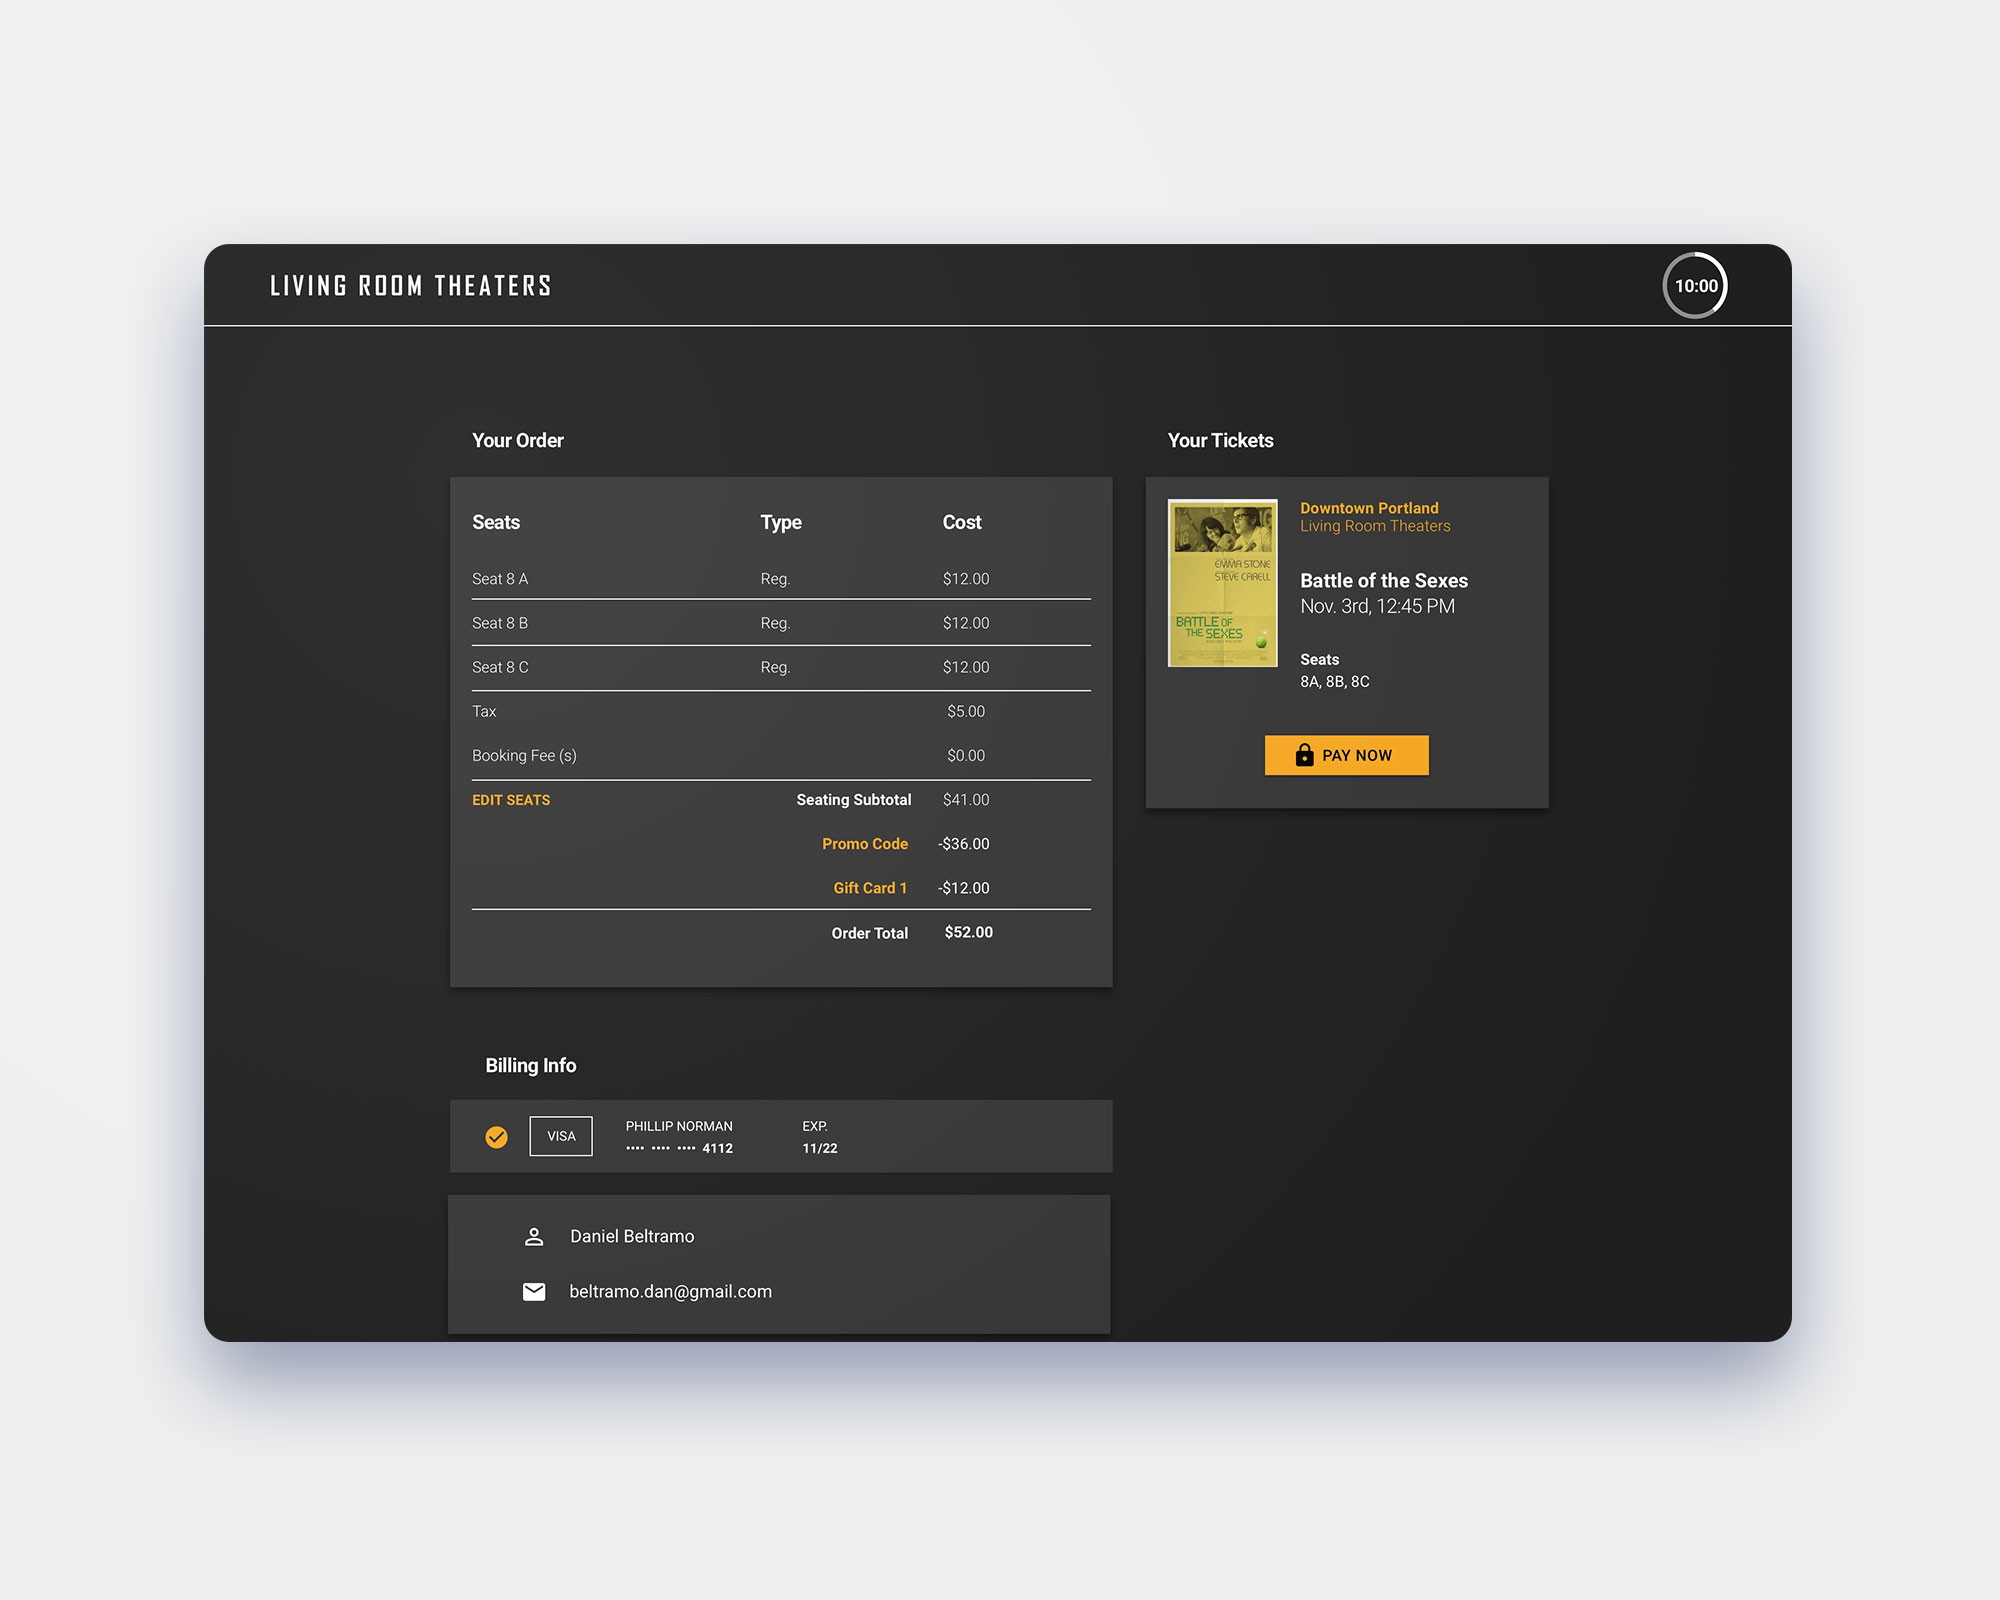 LIVING ROOM THEATERS
10:00
Your Order
Seats Type Cost
Seat 8 A Reg. $12.00
Seat 8 B Reg. $12.00
Seat 8 C Reg. $12.00
Tax $5.00
Booking Fee (s) $0.00
EDIT SEATS Seating Subtotal $41.00
Promo Code -$36.00
Gift Card 1 -$12.00
Order Total $52.00
Your Tickets
EMMA STONE
STEVE CARELL
BATTLE OF
THE SEXES
Downtown Portland
Living Room Theaters
Battle of the Sexes
Nov. 3rd, 12:45 PM
Seats
8A, 8B, 8C
PAY NOW
Billing Info
VISA
PHILLIP NORMAN EXP.
•••• •••• •••• 4112 11/22
Daniel Beltramo
beltramo.dan@gmail.com